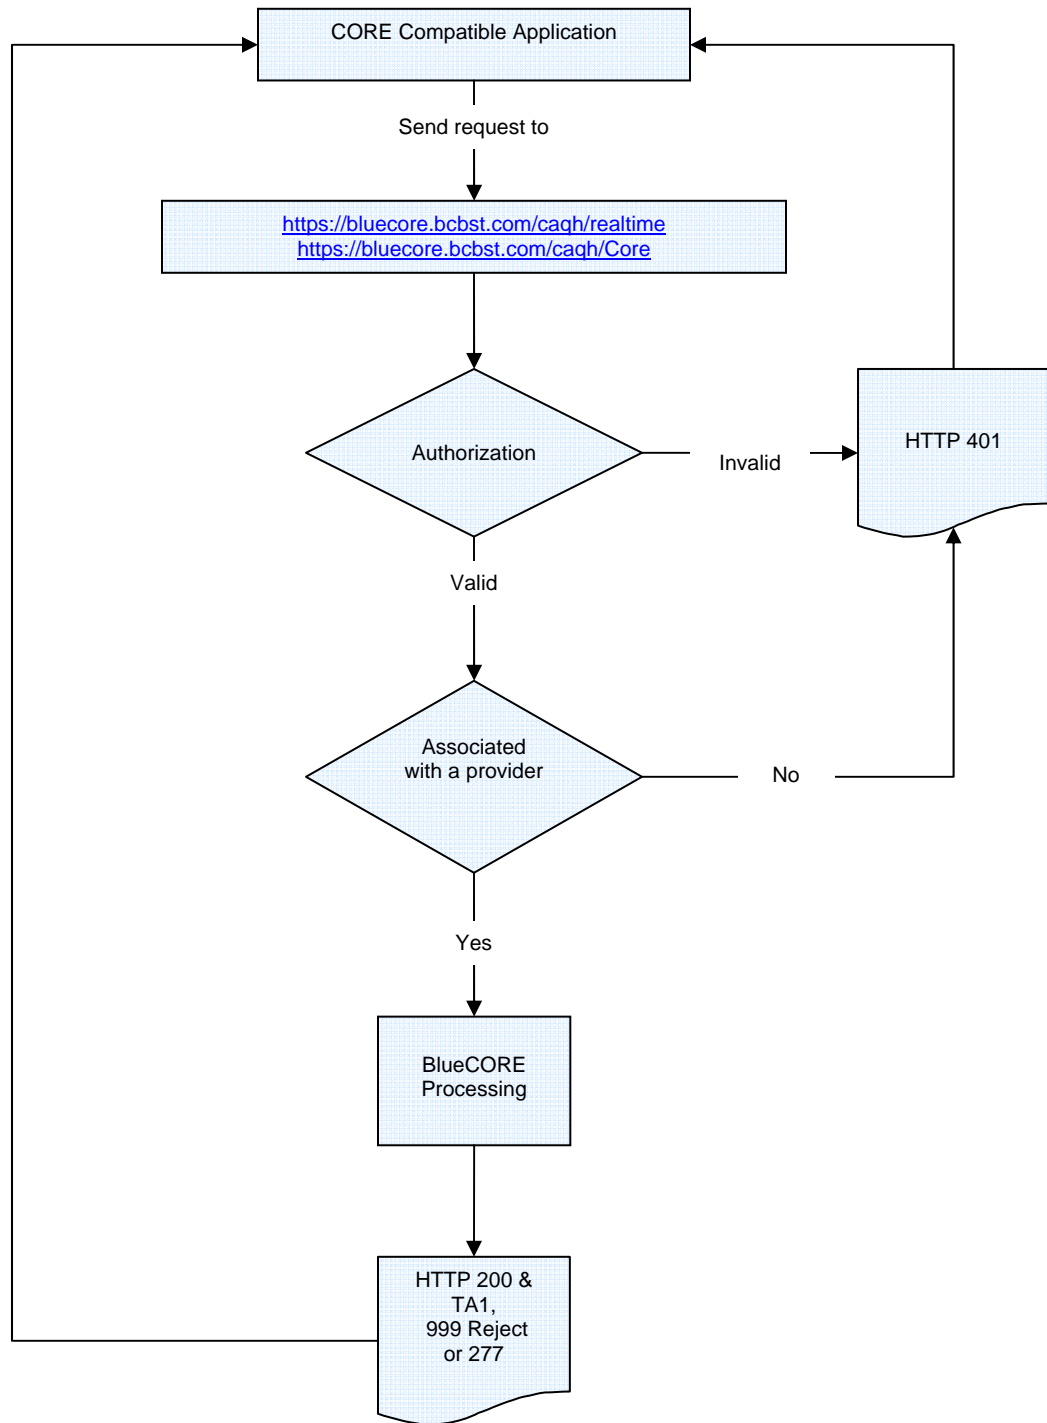 CORE Compatible Application
Send request to
https://bluecore.bcbst.com/caqh/realtime
https://bluecore.bcbst.com/caqh/Core
Authorization
Invalid
HTTP 401
Valid
Associated
with a provider
No
Yes
BlueCORE
Processing
HTTP 200 &
TA1,
999 Reject
or 277